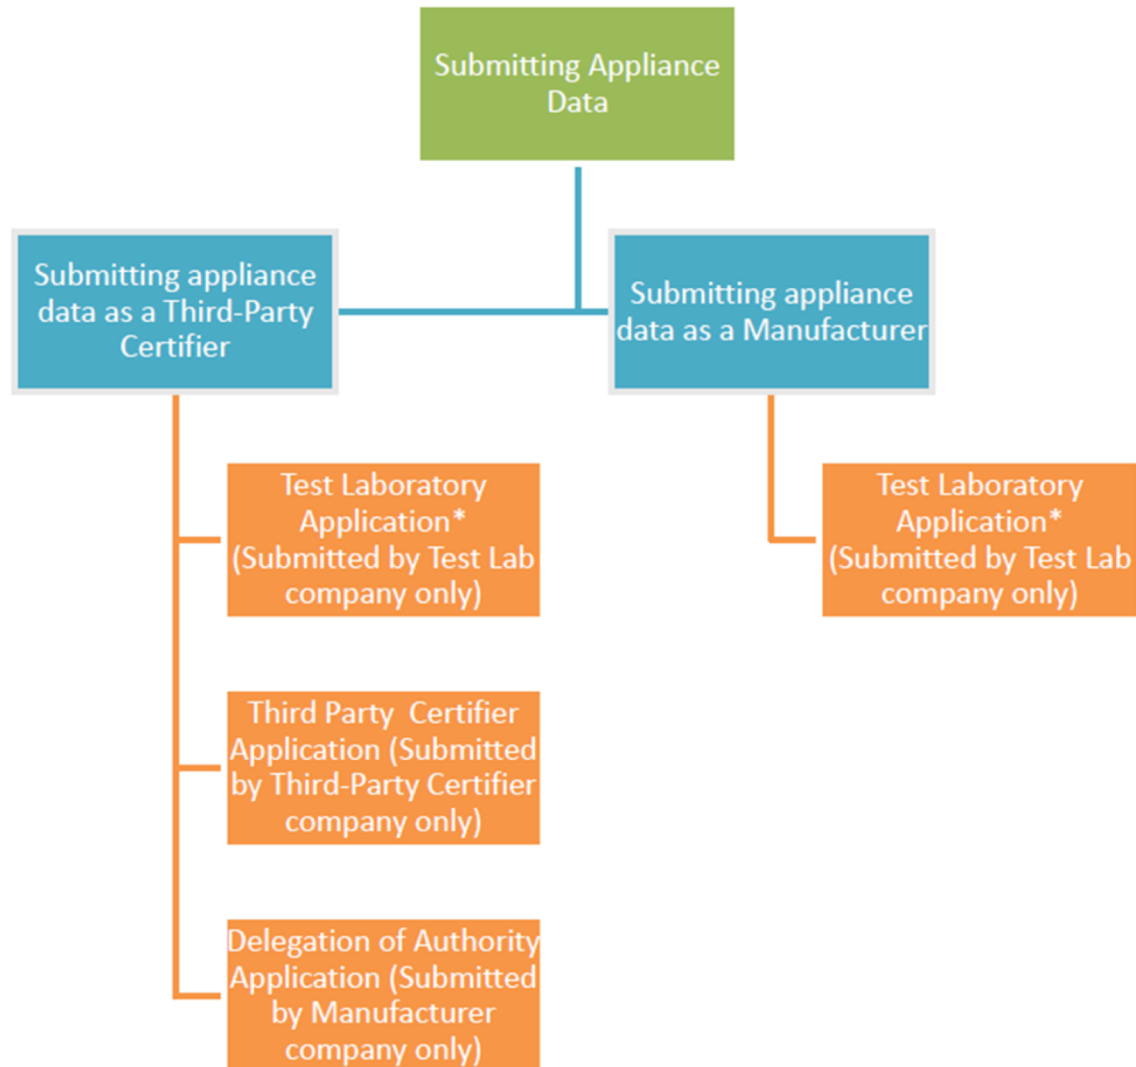 Submitting Appliance
Data
Submitting appliance
data as a Third-Party
Certifier
Submitting appliance
data as a Manufacturer
Test Laboratory
Application*
(Submitted by Test Lab
company only)
Third Party  Certifier
Application (Submitted
by Third-Party Certifier
company only)
Delegation of Authority
Application (Submitted
by Manufacturer
company only)
Test Laboratory
Application*
(Submitted by Test Lab
company only)